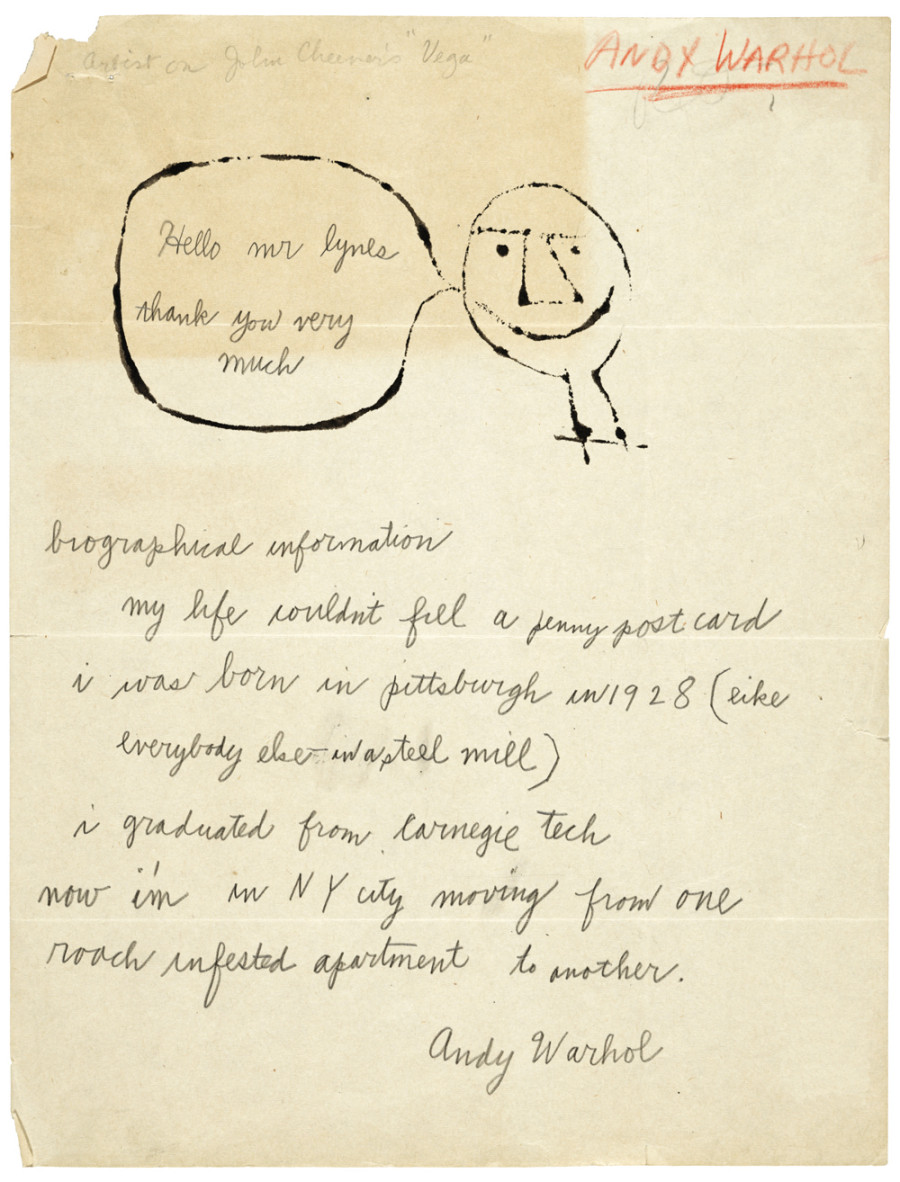 Artist on John Cheever's "Vega"
ANDY WARHOL
Hello mr lynes
thank you very
much
biographical information
my life couldn't fill a penny post card
i was born in pittsburgh in 1928 (like
everybody else - in a steel mill)
i graduated from carnegie tech
now i'm in NY city moving from one
roach infested apartment to another.
Andy Warhol